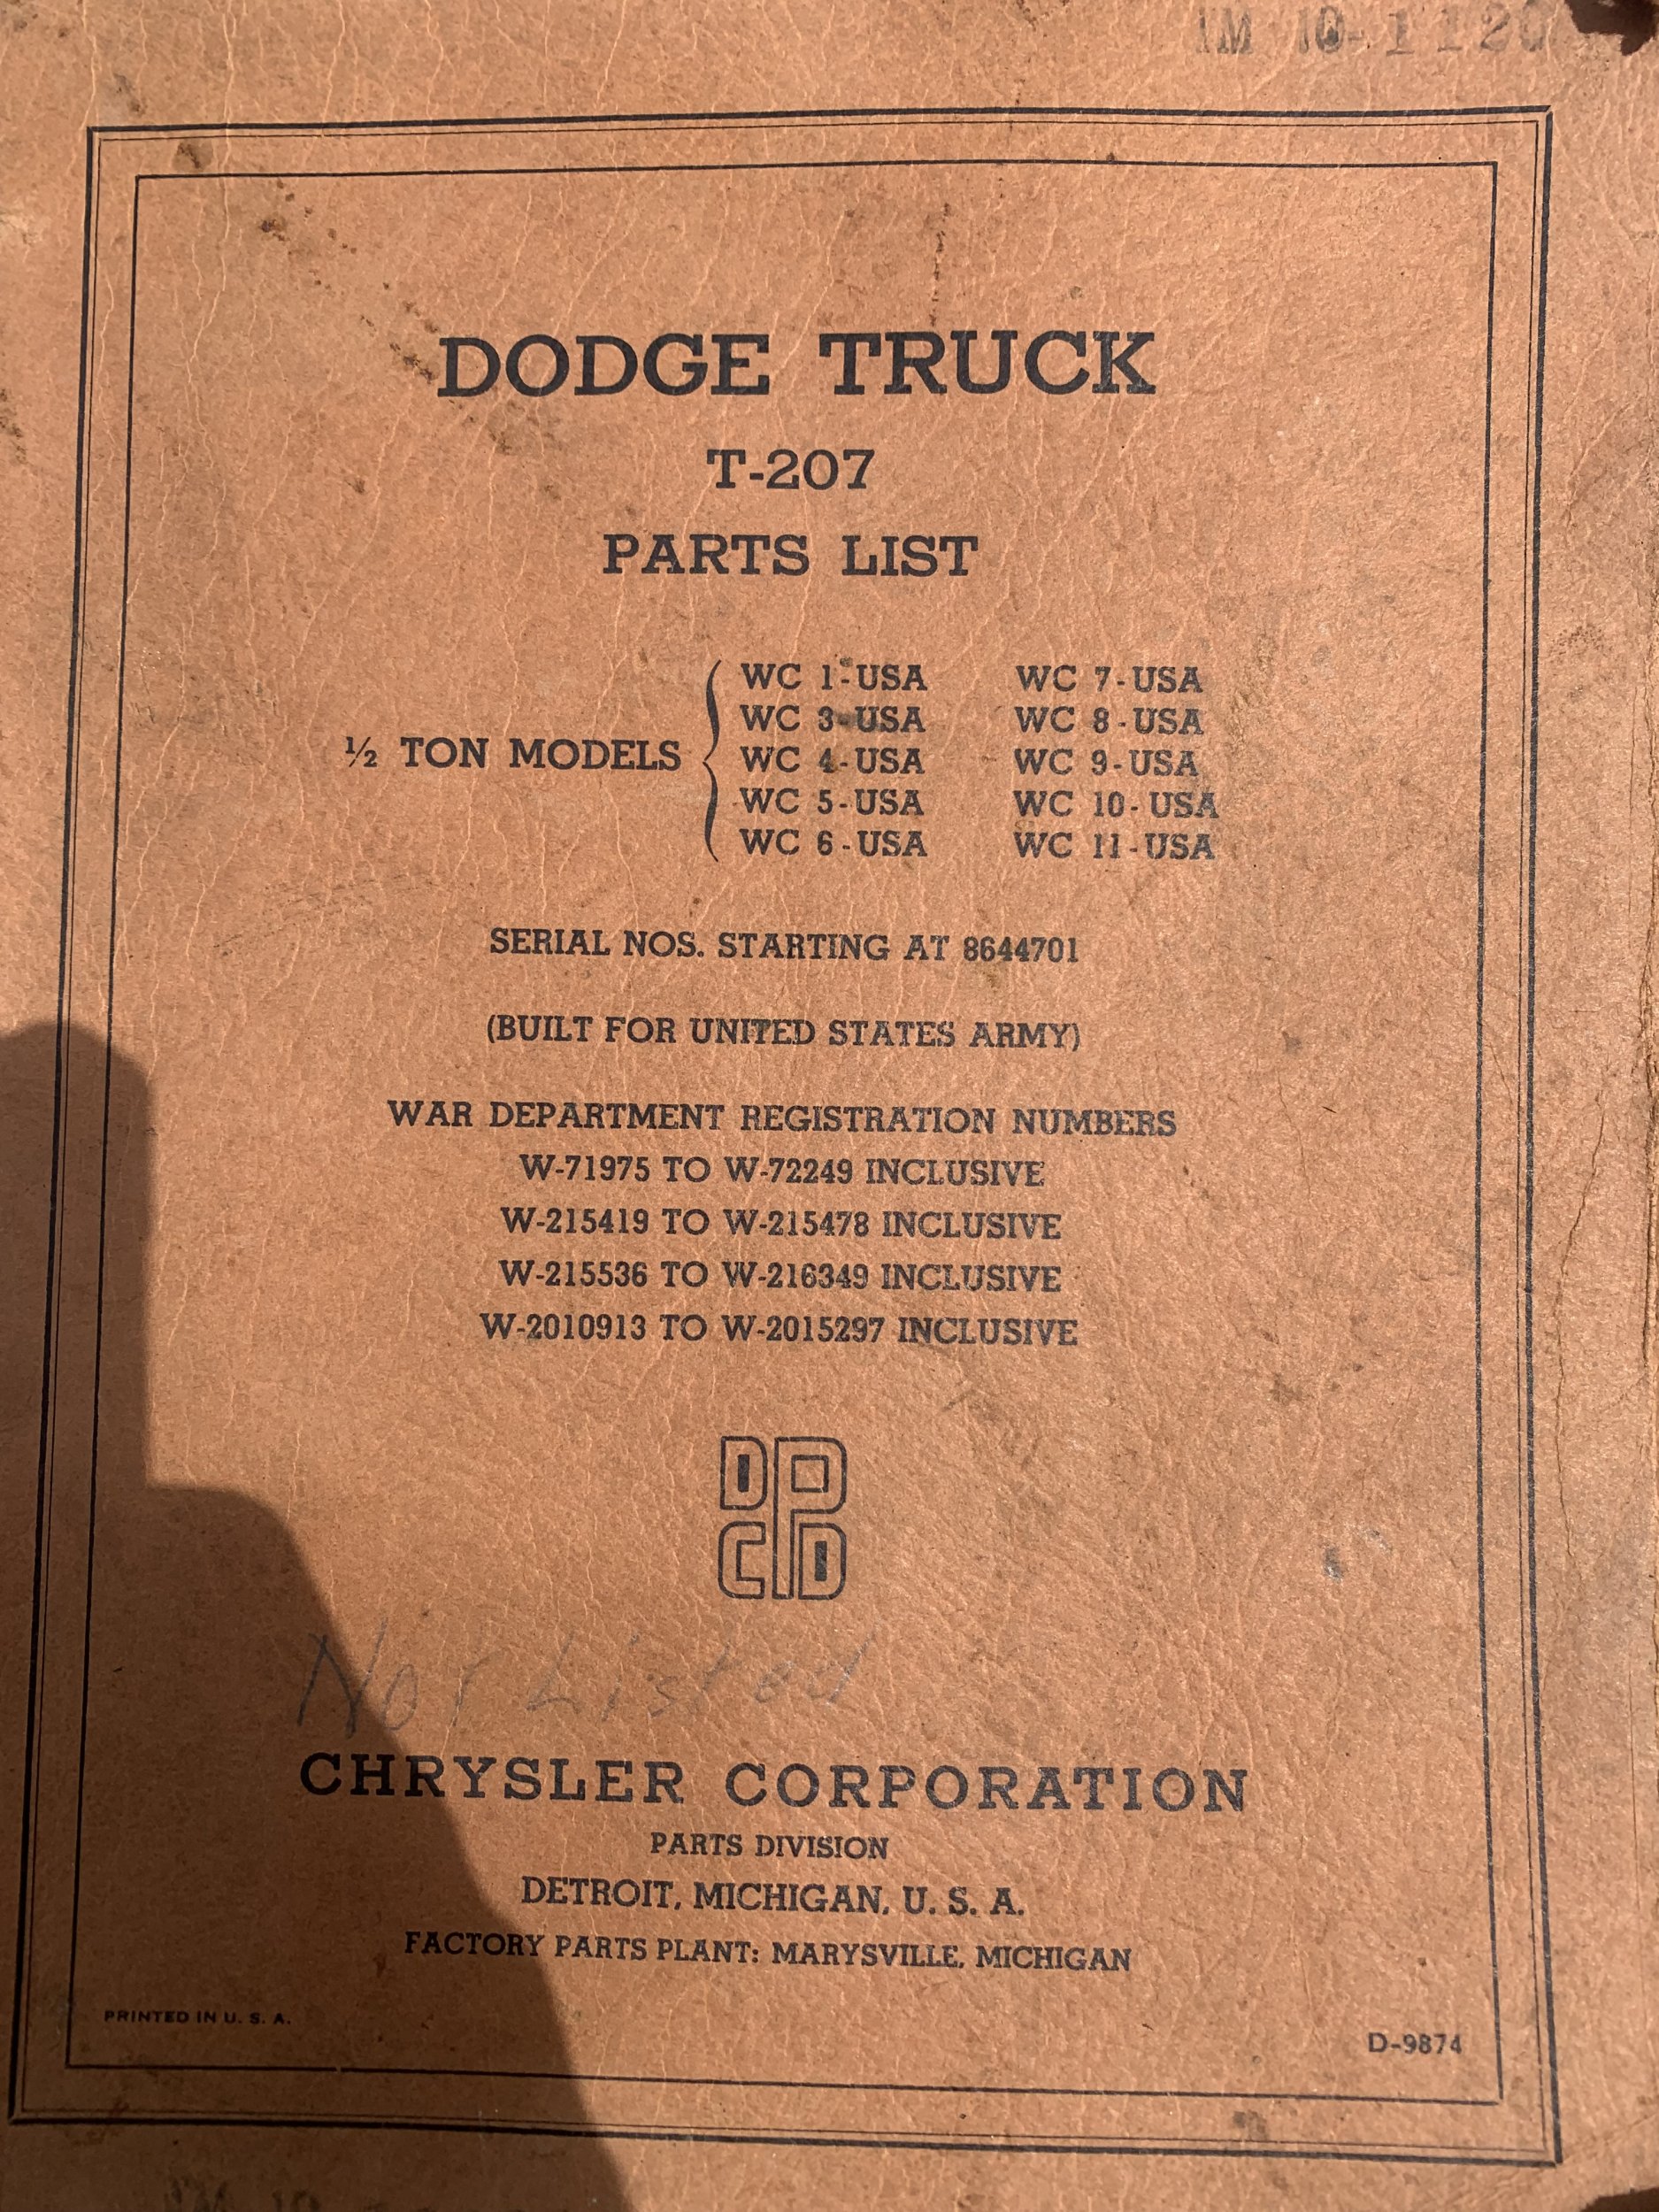 1M 10-1120
DODGE TRUCK
T-207
PARTS LIST
½ TON MODELS
WC 1-USA WC 7-USA
WC 3-USA WC 8-USA
WC 4-USA WC 9-USA
WC 5-USA WC 10-USA
WC 6-USA WC 11-USA
SERIAL NOS. STARTING AT 8644701
(BUILT FOR UNITED STATES ARMY)
WAR DEPARTMENT REGISTRATION NUMBERS
W-71975 TO W-72249 INCLUSIVE
W-215419 TO W-215478 INCLUSIVE
W-215536 TO W-216349 INCLUSIVE
W-2010913 TO W-2015297 INCLUSIVE
DPCD
Not Listed
CHRYSLER CORPORATION
PARTS DIVISION
DETROIT, MICHIGAN, U. S. A.
FACTORY PARTS PLANT: MARYSVILLE, MICHIGAN
PRINTED IN U. S. A.
D-9874